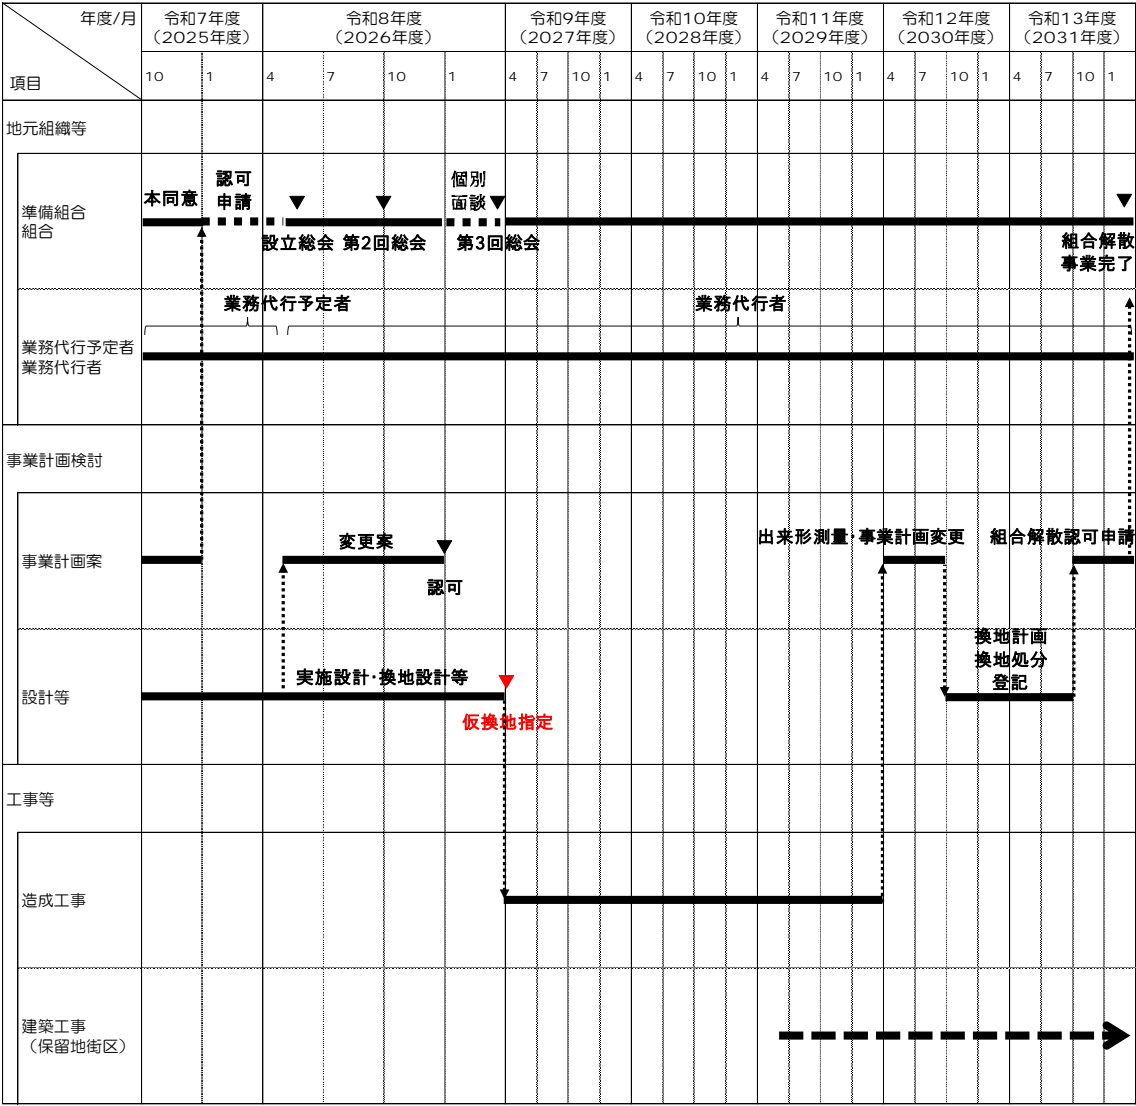 年度/月
項目
令和7年度
（2025年度）
令和8年度
（2026年度）
令和9年度
（2027年度）
令和10年度
（2028年度）
令和11年度
（2029年度）
令和12年度
（2030年度）
令和13年度
（2031年度）
10 1 4 7 10 1 4 7 10 1 4 7 10 1 4 7 10 1 4 7 10 1 4 7 10 1
地元組織等
準備組合
組合
本同意
認可
申請
設立総会
第2回総会
個別
面談
第3回総会
組合解散
事業完了
業務代行予定者
業務代行者
業務代行予定者
業務代行者
事業計画検討
事業計画案
変更案
認可
出来形測量・事業計画変更
組合解散認可申請
設計等
実施設計・換地設計等
仮換地指定
換地計画
換地処分
登記
工事等
造成工事
建築工事
（保留地街区）